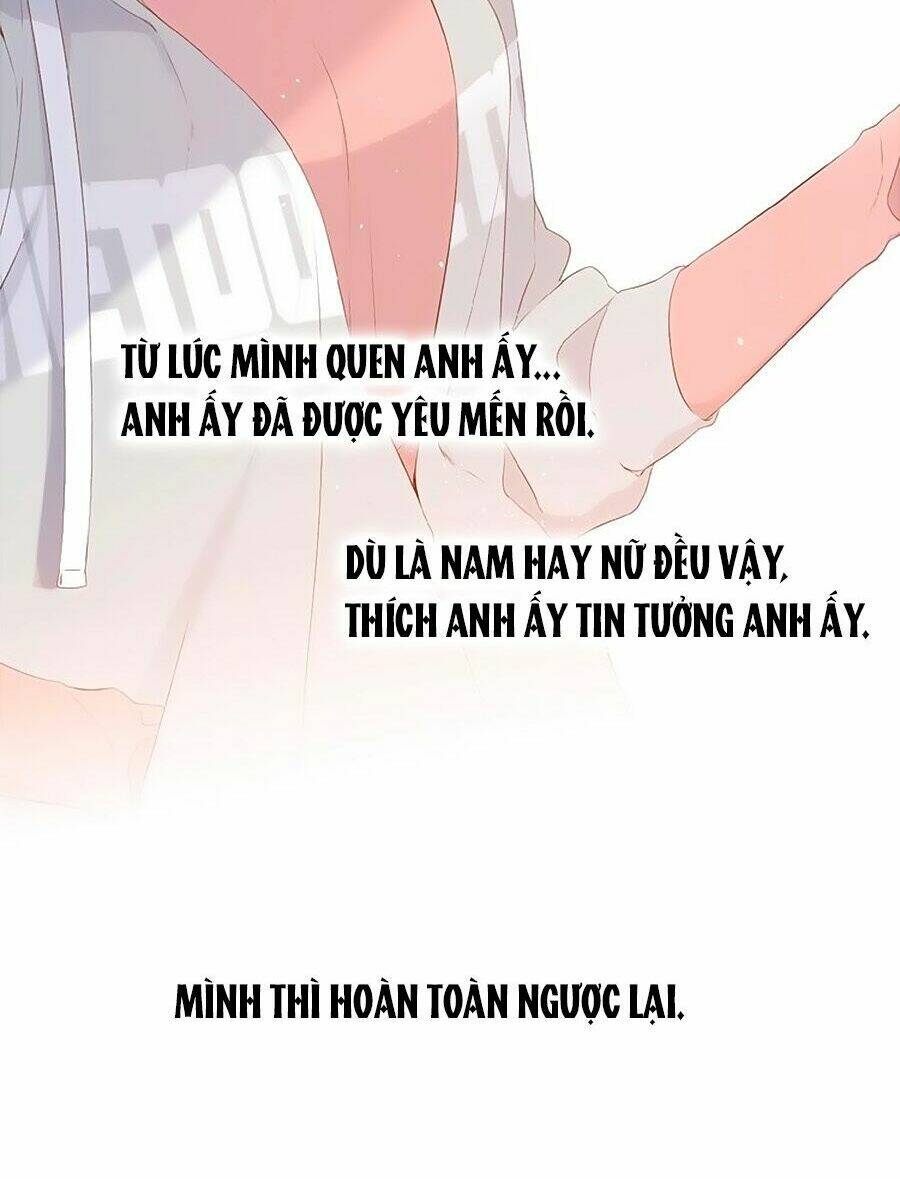 TỪ LÚC MÌNH QUEN ANH ẤY...
ANH ẤY ĐÃ ĐƯỢC YÊU MẾN RỒI.
DÙ LÀ NAM HAY NỮ ĐỀU VẬY,
THÍCH ANH ẤY TIN TƯỞNG ANH ẤY.
MÌNH THÌ HOÀN TOÀN NGƯỢC LẠI.